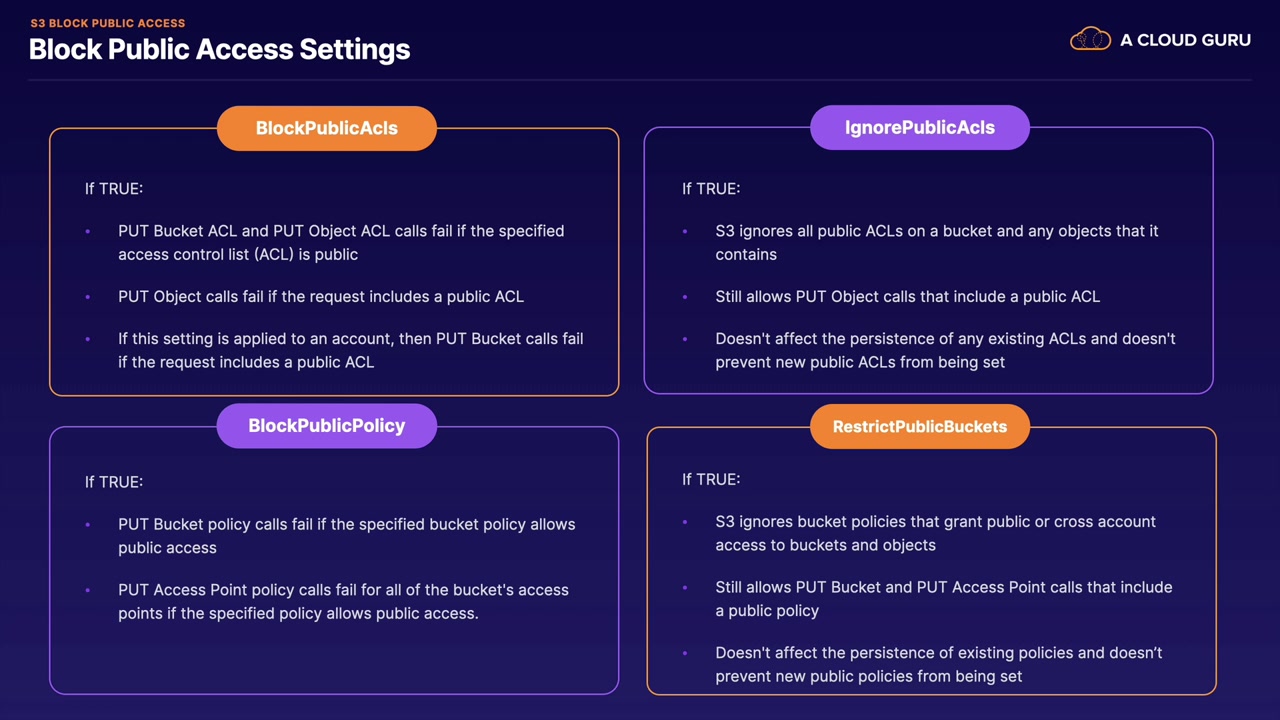 S3 BLOCK PUBLIC ACCESS
Block Public Access Settings
A CLOUD GURU
BlockPublicAcls
If TRUE:
• PUT Bucket ACL and PUT Object ACL calls fail if the specified
access control list (ACL) is public
• PUT Object calls fail if the request includes a public ACL
• If this setting is applied to an account, then PUT Bucket calls fail
if the request includes a public ACL
IgnorePublicAcls
If TRUE:
• S3 ignores all public ACLs on a bucket and any objects that it
contains
• Still allows PUT Object calls that include a public ACL
• Doesn't affect the persistence of any existing ACLs and doesn't
prevent new public ACLs from being set
BlockPublicPolicy
If TRUE:
• PUT Bucket policy calls fail if the specified bucket policy allows
public access
• PUT Access Point policy calls fail for all of the bucket's access
points if the specified policy allows public access.
RestrictPublicBuckets
If TRUE:
• S3 ignores bucket policies that grant public or cross account
access to buckets and objects
• Still allows PUT Bucket and PUT Access Point calls that include
a public policy
• Doesn't affect the persistence of existing policies and doesn’t
prevent new public policies from being set